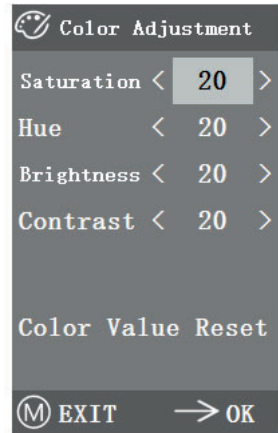 Color Adjustment
Saturation < 20 >
Hue < 20 >
Brightness < 20 >
Contrast < 20 >
Color Value Reset
M EXIT → OK